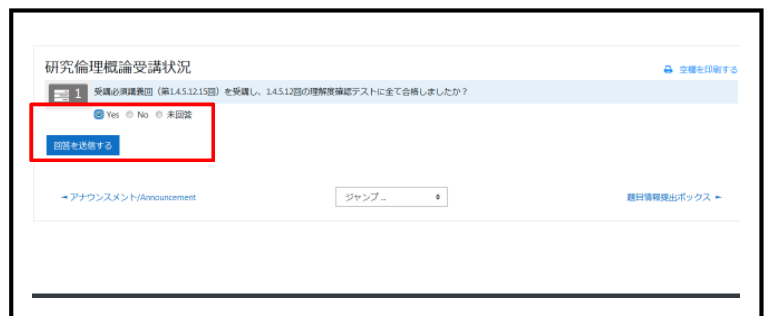 研究倫理概論受講状況
空欄を印刷する
1 受講必須講義回（第1.4.5.12.15回）を受講し、1.4.5.12回の理解度確認テストに全て合格しましたか？
Yes No 未回答
回答を送信する
◄ アナウンスメント/Announcement
ジャンプ...
題目情報提出ボックス ►